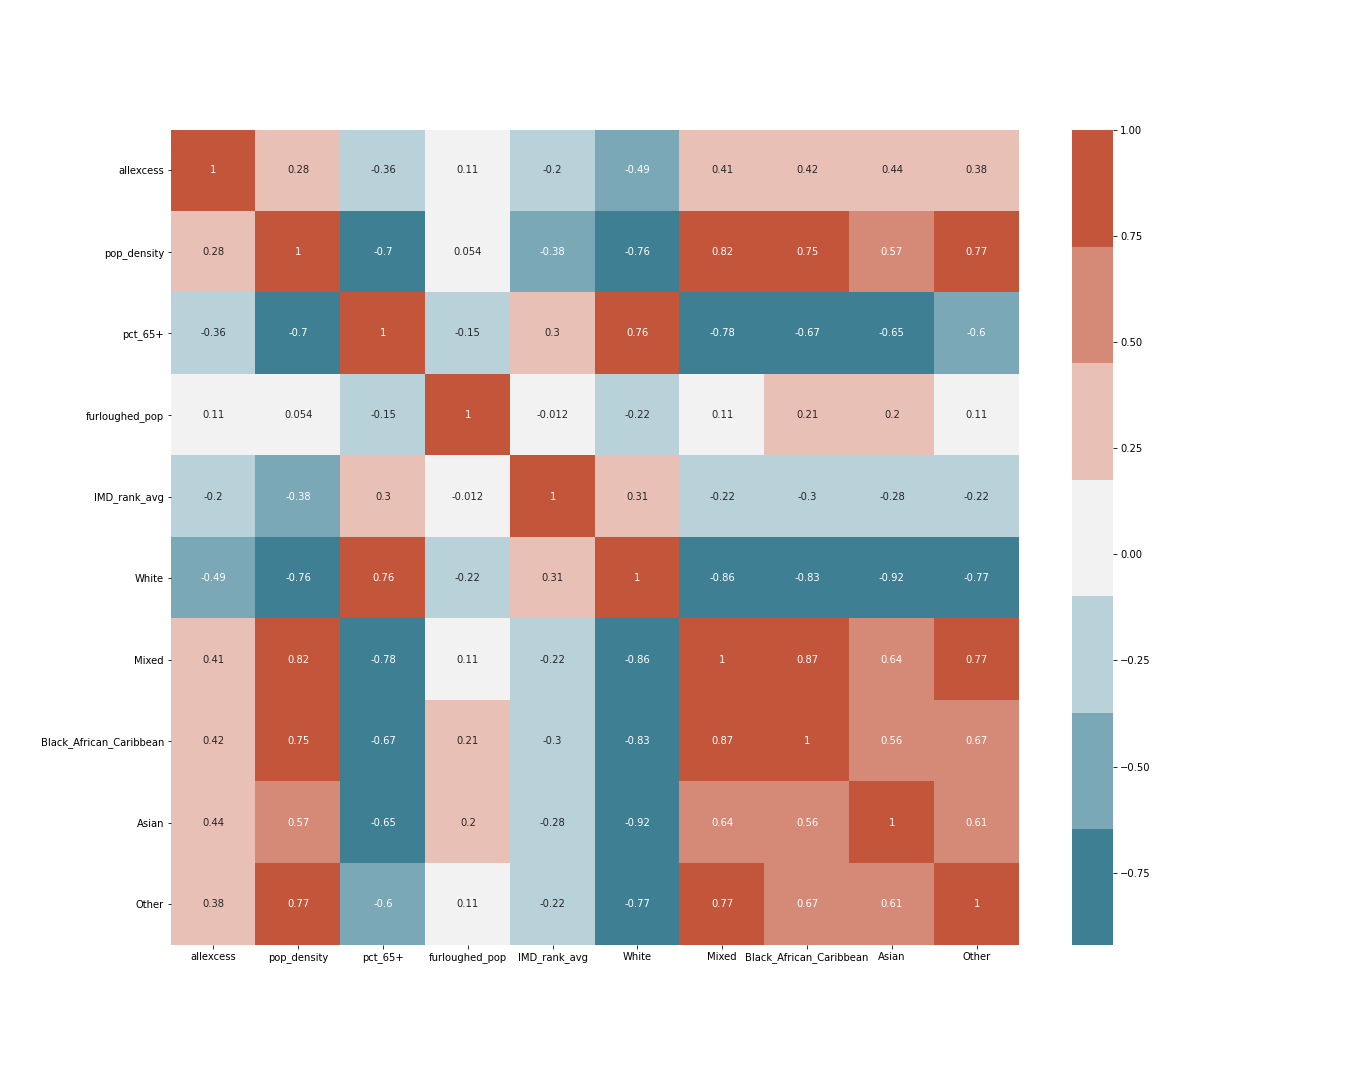 allexcess 1 0.28 -0.36 0.11 -0.2 -0.49 0.41 0.42 0.44 0.38
pop_density 0.28 1 -0.7 0.054 -0.38 -0.76 0.82 0.75 0.57 0.77
pct_65+ -0.36 -0.7 1 -0.15 0.3 0.76 -0.78 -0.67 -0.65 -0.6
furloughed_pop 0.11 0.054 -0.15 1 -0.012 -0.22 0.11 0.21 0.2 0.11
IMD_rank_avg -0.2 -0.38 0.3 -0.012 1 0.31 -0.22 -0.3 -0.28 -0.22
White -0.49 -0.76 0.76 -0.22 0.31 1 -0.86 -0.83 -0.92 -0.77
Mixed 0.41 0.82 -0.78 0.11 -0.22 -0.86 1 0.87 0.64 0.77
Black_African_Caribbean 0.42 0.75 -0.67 0.21 -0.3 -0.83 0.87 1 0.56 0.67
Asian 0.44 0.57 -0.65 0.2 -0.28 -0.92 0.64 0.56 1 0.61
Other 0.38 0.77 -0.6 0.11 -0.22 -0.77 0.77 0.67 0.61 1
allexcess pop_density pct_65+ furloughed_pop IMD_rank_avg White Mixed Black_African_Caribbean Asian Other
1.00
0.75
0.50
0.25
0.00
−0.25
−0.50
−0.75